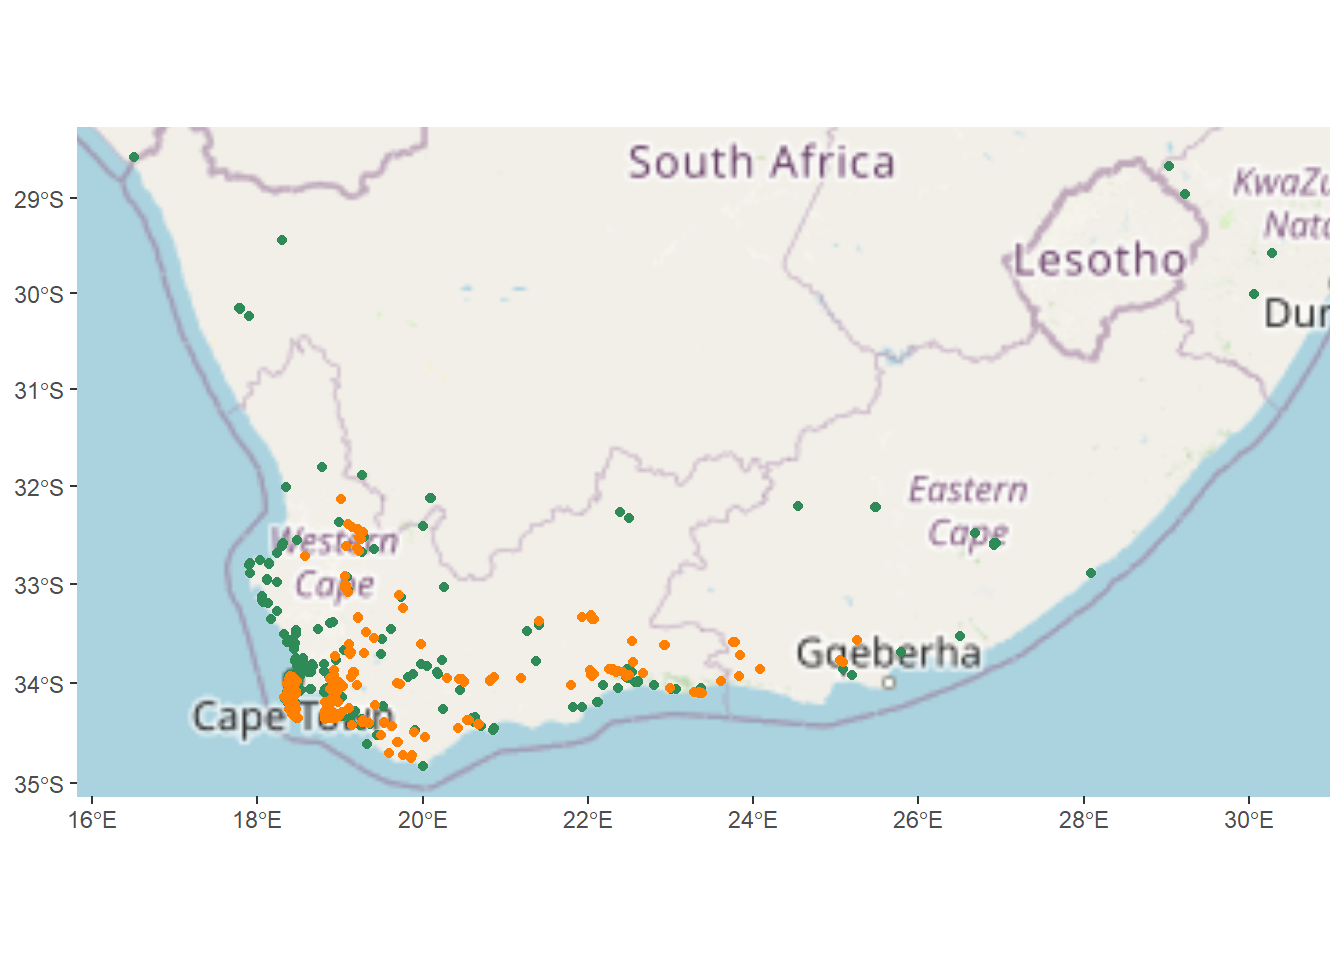 South Africa
KwaZu
Nato
Lesotho
Dur
Eastern
Cape
Western
Cape
Gqeberha
Cape Town
29°S
30°S
31°S
32°S
33°S
34°S
35°S
16°E
18°E
20°E
22°E
24°E
26°E
28°E
30°E